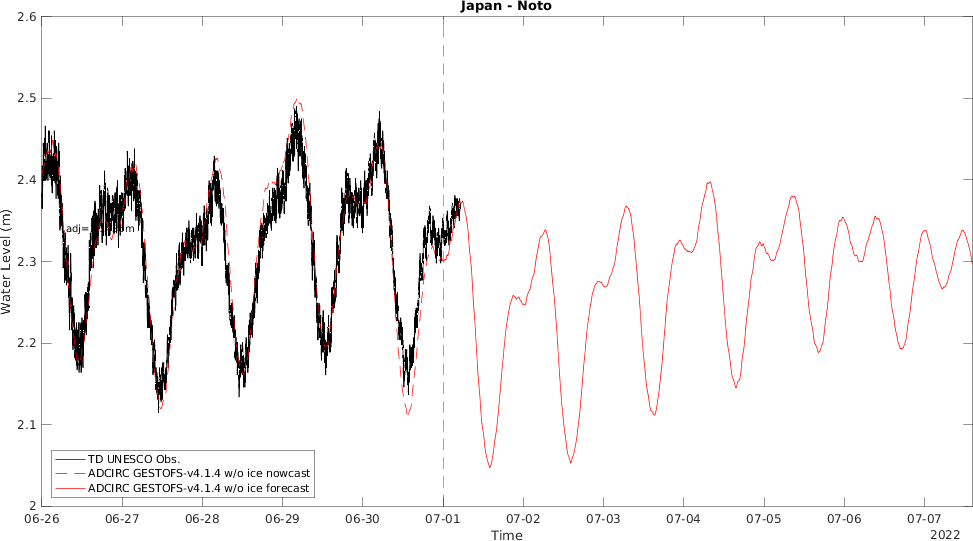 Japan - Noto
Water Level (m)
2.6
2.5
2.4
2.3
2.2
2.1
2
adj=
m
TD UNESCO Obs.
ADCIRC GESTOFS-v4.1.4 w/o ice nowcast
ADCIRC GESTOFS-v4.1.4 w/o ice forecast
06-26
06-27
06-28
06-29
06-30
07-01
07-02
07-03
07-04
07-05
07-06
07-07
Time
2022